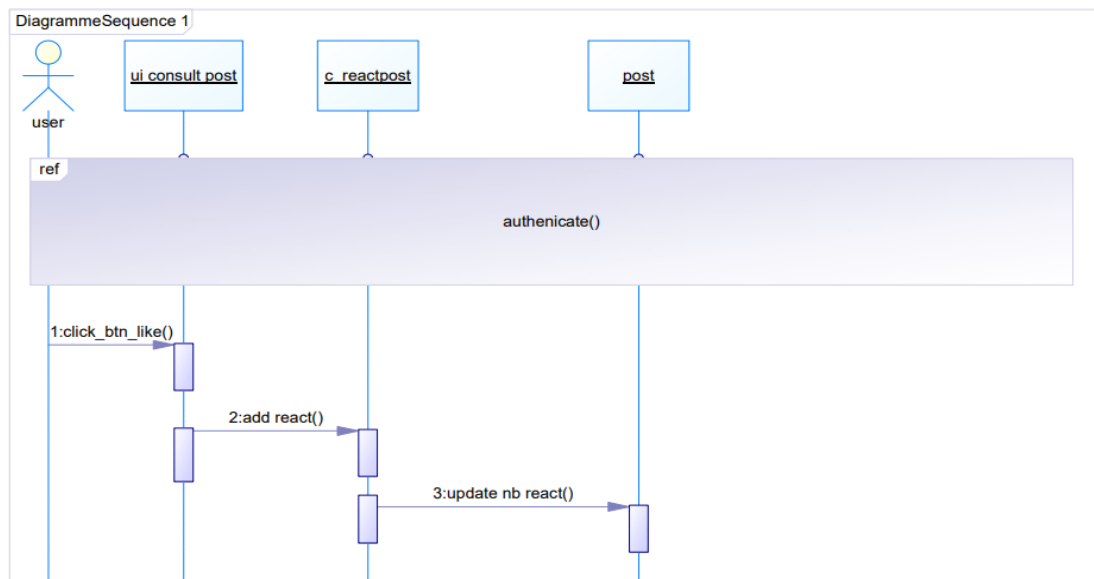 DiagrammeSequence 1
user
ui consult post
c_reactpost
post
ref
authenicate()
1:click_btn_like()
2:add react()
3:update nb react()